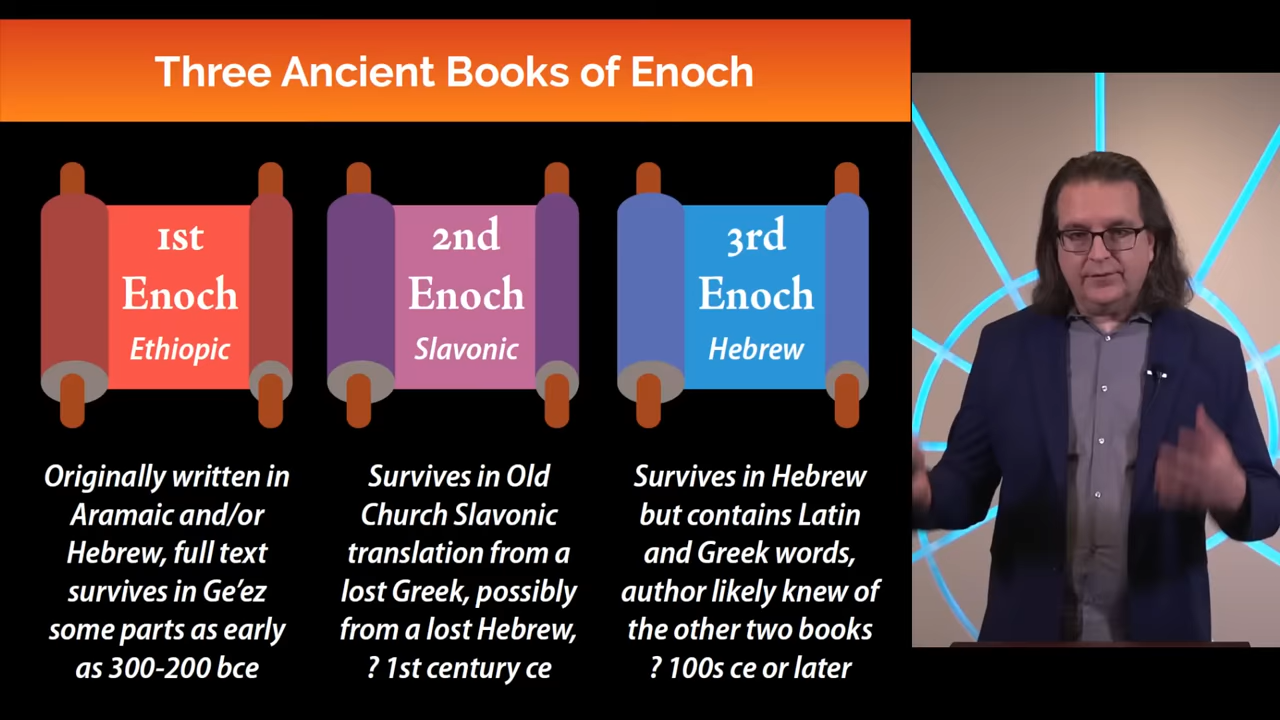 Three Ancient Books of Enoch
1st
Enoch
Ethiopic
Originally written in
Aramaic and/or
Hebrew, full text
survives in Ge’ez
some parts as early
as 300-200 bce
2nd
Enoch
Slavonic
Survives in Old
Church Slavonic
translation from a
lost Greek, possibly
from a lost Hebrew,
? 1st century ce
3rd
Enoch
Hebrew
Survives in Hebrew
but contains Latin
and Greek words,
author likely knew of
the other two books
? 100s ce or later